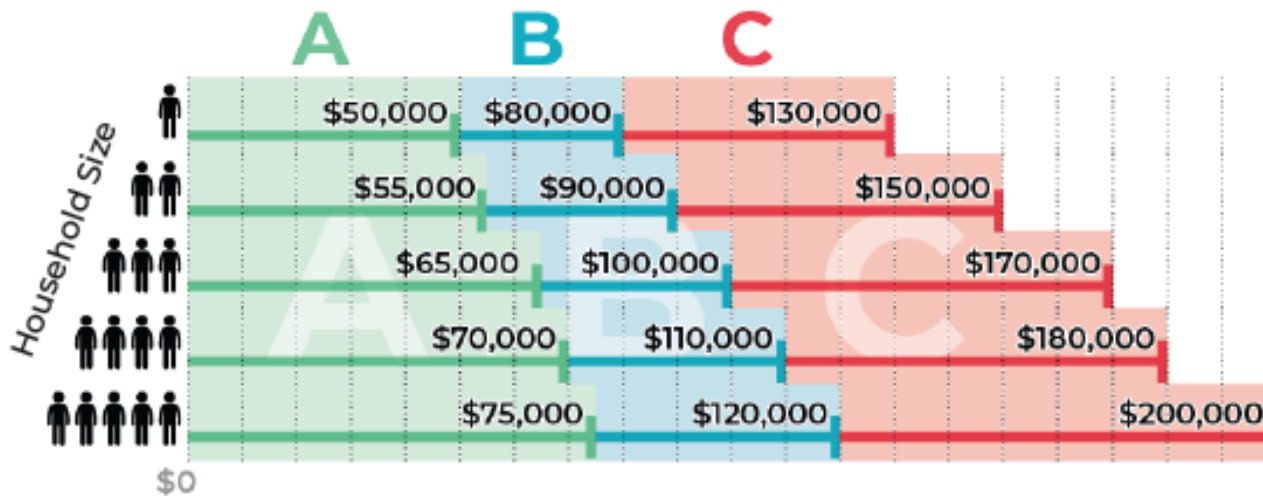 A B C
$50,000 $80,000 $130,000
$55,000 $90,000 $150,000
$65,000 $100,000 $170,000
$70,000 $110,000 $180,000
$75,000 $120,000 $200,000
A B C
Household Size
$0